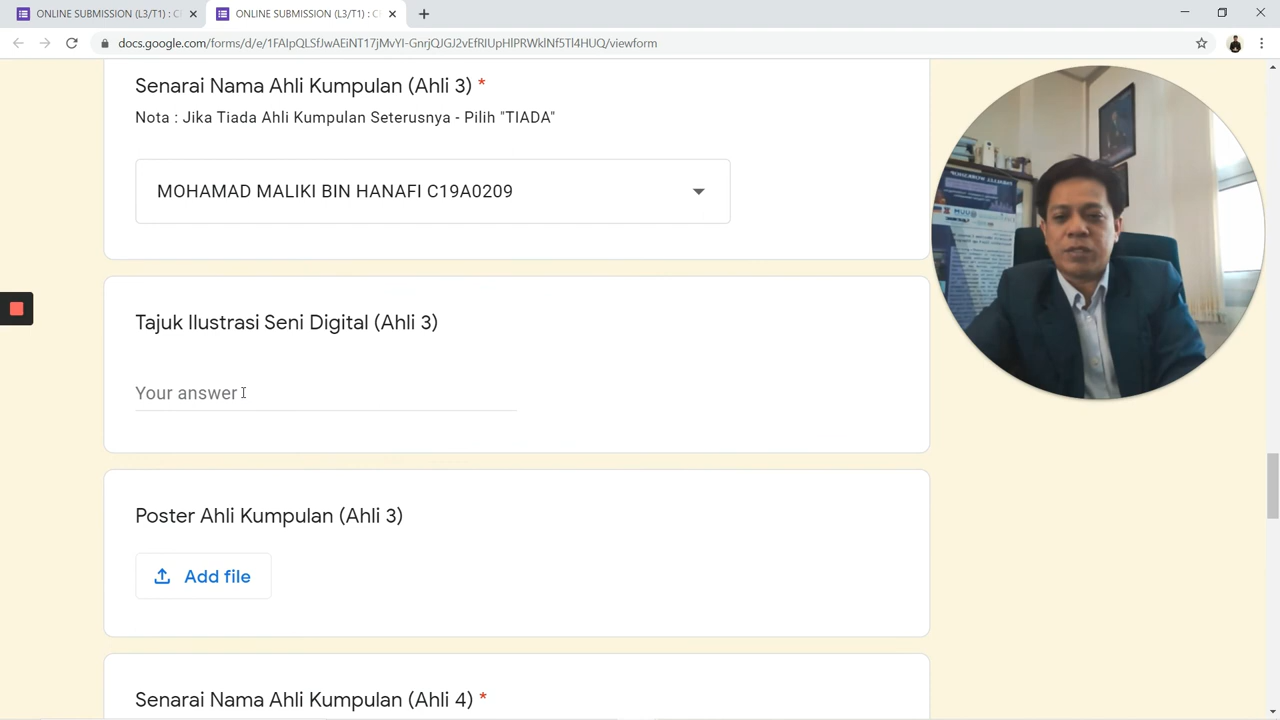 ONLINE SUBMISSION (L3/T1) : C
ONLINE SUBMISSION (L3/T1) : C
docs.google.com/forms/d/e/1FAIpQLSfJwAEiNT17jMvYI-GnrjQJGJ2vEfRIUpHlPRWklNf5Tl4HUQ/viewform
Senarai Nama Ahli Kumpulan (Ahli 3) *
Nota : Jika Tiada Ahli Kumpulan Seterusnya - Pilih "TIADA"
MOHAMAD MALIKI BIN HANAFI C19A0209
Tajuk Ilustrasi Seni Digital (Ahli 3)
Your answer
Poster Ahli Kumpulan (Ahli 3)
Add file
Senarai Nama Ahli Kumpulan (Ahli 4) *